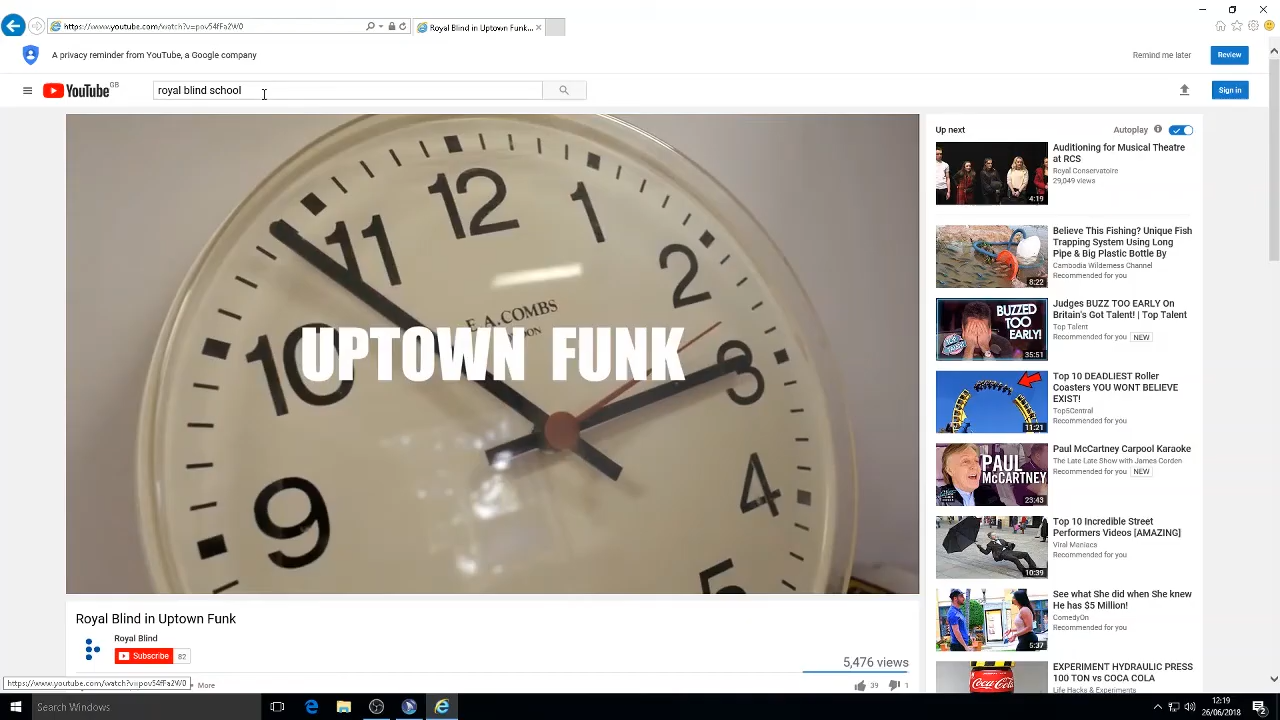 https://www.youtube.com/watch?v=pov54fFa2W0
Royal Blind in Uptown Funk...
A privacy reminder from YouTube, a Google company
Remind me later
Review
YouTube GB
royal blind school
Sign in
12
1
2
3
4
5
9
10
11
E.A.COMBS
UPTOWN FUNK
Up next
Autoplay
Auditioning for Musical Theatre
at RCS
Royal Conservatoire
29,049 views
4:19
Believe This Fishing? Unique Fish
Trapping System Using Long
Pipe & Big Plastic Bottle By
Cambodia Wilderness Channel
Recommended for you
8:22
BUZZED
TOO
EARLY!
Judges BUZZ TOO EARLY On
Britain's Got Talent! | Top Talent
Top Talent
Recommended for you NEW
35:51
Top 10 DEADLIEST Roller
Coasters YOU WONT BELIEVE
EXIST!
Top5Central
Recommended for you
11:21
PAUL
McCARTNEY
Paul McCartney Carpool Karaoke
The Late Late Show with James Corden
Recommended for you NEW
23:43
Top 10 Incredible Street
Performers Videos [AMAZING]
Viral Maniacs
Recommended for you
10:39
See what She did when She knew
He has $5 Million!
ComedyOn
Recommended for you
5:37
EXPERIMENT HYDRAULIC PRESS
100 TON vs COCA COLA
Life Hacks & Experiments
Coca-Cola
Royal Blind in Uptown Funk
Royal Blind
Subscribe 82
5,476 views
https://www.youtube.com/watch?v=pov54fFa2W0
More
39
1
Search Windows
12:19
26/06/2018
2